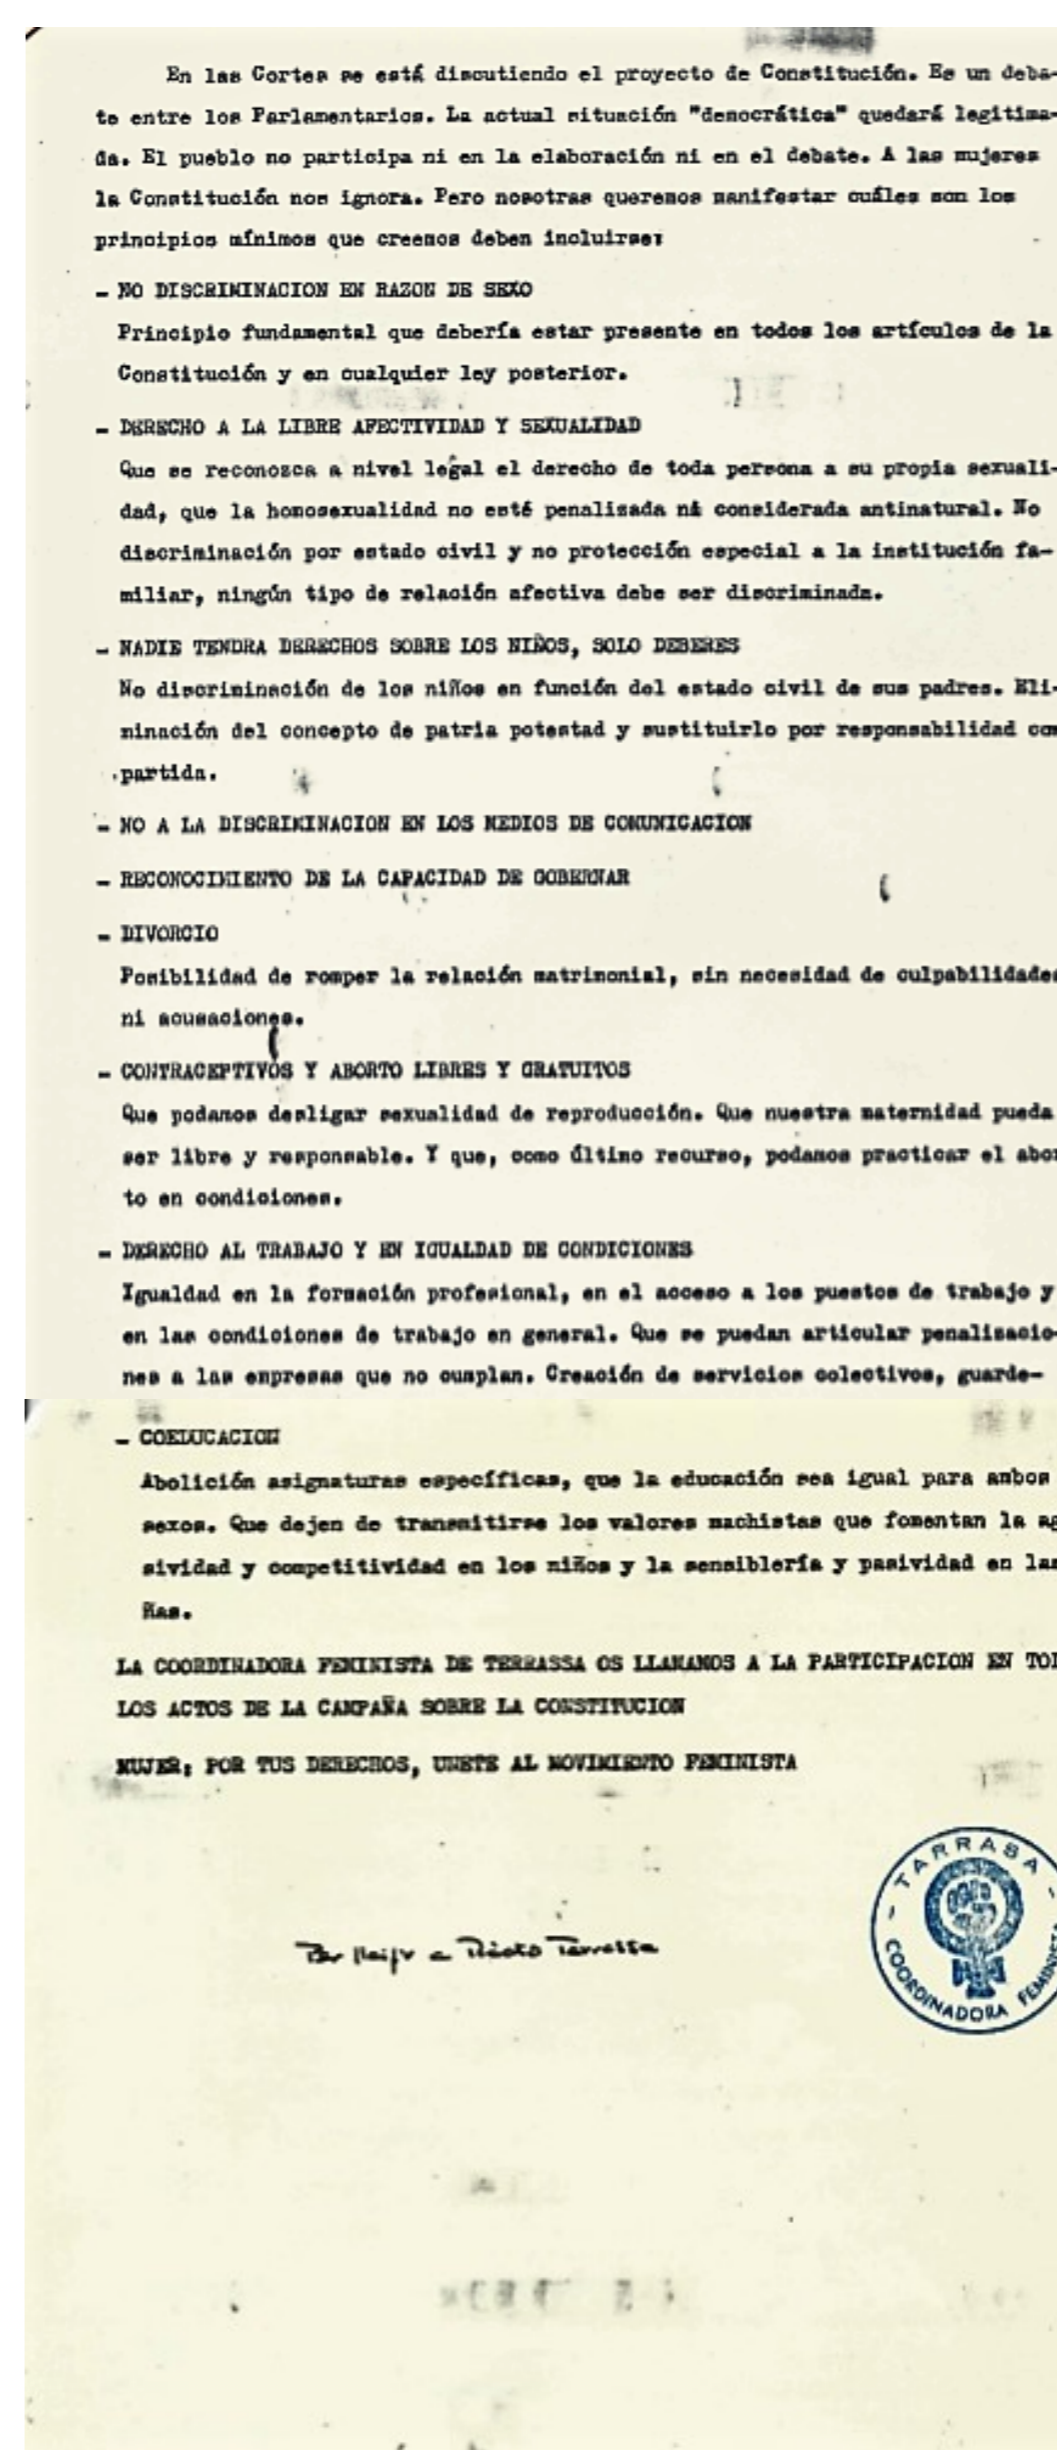 En las Cortes se está discutiendo el proyecto de Constitución. Es un deba-
te entre los Parlamentarios. La actual situación "democrática" quedará legitima-
da. El pueblo no participa ni en la elaboración ni en el debate. A las mujeres
la Constitución nos ignora. Pero nosotras queremos manifestar cuáles son los
principios mínimos que creemos deben incluirse:
- NO DISCRIMINACION EN RAZON DE SEXO
Principio fundamental que debería estar presente en todos los artículos de la
Constitución y en cualquier ley posterior.
- DERECHO A LA LIBRE AFECTIVIDAD Y SEXUALIDAD
Que se reconozca a nivel legal el derecho de toda persona a su propia sexuali-
dad, que la homosexualidad no esté penalizada ni considerada antinatural. No
discriminación por estado civil y no protección especial a la institución fa-
miliar, ningún tipo de relación afectiva debe ser discriminada.
- NADIE TENDRA DERECHOS SOBRE LOS NIÑOS, SOLO DEBERES
No discriminación de los niños en función del estado civil de sus padres. Eli-
minación del concepto de patria potestad y sustituirlo por responsabilidad com
partida.
- NO A LA DISCRIMINACION EN LOS MEDIOS DE COMUNICACION
- RECONOCIMIENTO DE LA CAPACIDAD DE GOBERNAR
- DIVORCIO
Posibilidad de romper la relación matrimonial, sin necesidad de culpabilidades
ni acusaciones.
- CONTRACEPTIVOS Y ABORTO LIBRES Y GRATUITOS
Que podamos desligar sexualidad de reproducción. Que nuestra maternidad pueda
ser libre y responsable. Y que, como último recurso, podamos practicar el abor
to en condiciones.
- DERECHO AL TRABAJO Y EN IGUALDAD DE CONDICIONES
Igualdad en la formación profesional, en el acceso a los puestos de trabajo y
en las condiciones de trabajo en general. Que se puedan articular penalizacio-
nes a las empresas que no cumplan. Creación de servicios colectivos, guarde-
- COEDUCACION
Abolición asignaturas específicas, que la educación sea igual para ambos
sexos. Que dejen de transmitirse los valores machistas que fomentan la ag
sividad y competitividad en los niños y la sensiblería y pasividad en las
ñas.
LA COORDINADORA FEMINISTA DE TERRASSA OS LLAMAMOS A LA PARTICIPACION EN TOD
LOS ACTOS DE LA CAMPAÑA SOBRE LA CONSTITUCION
MUJER: POR TUS DERECHOS, UNETE AL MOVIMIENTO FEMINISTA
- TARRASA -
COORDINADORA FEMINISTA
Terrassa